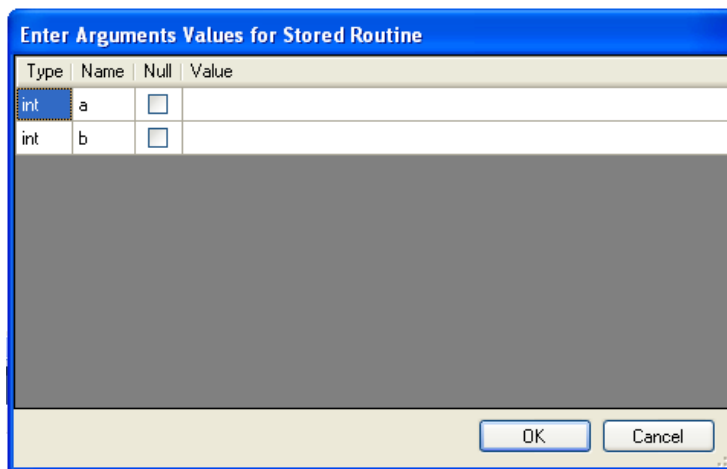 Enter Arguments Values for Stored Routine
Type Name Null Value
int a
int b
OK Cancel